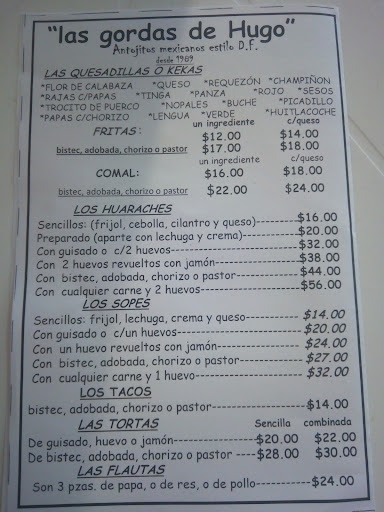 "las gordas de Hugo"
Antojitos mexicanos estilo D.F.
desde 1989
LAS QUESADILLAS O KEKAS
*FLOR DE CALABAZA *QUESO *REQUEZÓN *CHAMPIÑON
*RAJAS C/PAPAS *TINGA *PANZA *ROJO *SESOS
*TROCITO DE PUERCO *NOPALES *BUCHE *PICADILLO
*PAPAS C/CHORIZO *LENGUA *VERDE *HUITLACOCHE
un ingrediente c/queso
FRITAS: $12.00 $14.00
bistec, adobada, chorizo o pastor $17.00 $18.00
un ingrediente c/queso
COMAL: $16.00 $18.00
bistec, adobada, chorizo o pastor $22.00 $24.00
LOS HUARACHES
Sencillos: (frijol, cebolla, cilantro y queso)----------$16.00
Preparado (aparte con lechuga y crema)----------$20.00
Con guisado o c/2 huevos--------------------------$32.00
Con 2 huevos revueltos con jamón---------------$38.00
Con bistec, adobada, chorizo o pastor-----------$44.00
Con cualquier carne y 2 huevos------------------$56.00
LOS SOPES
Sencillos: frijol, lechuga, crema y queso---------- $14.00
Con guisado o c/un huevos----------------------- $20.00
Con un huevo revueltos con jamón--------------- $24.00
Con bistec, adobada, chorizo o pastor------------$27.00
Con cualquier carne y 1 huevo------------------- $32.00
LOS TACOS
bistec, adobada, chorizo o pastor----------------$14.00
LAS TORTAS Sencilla combinada
De guisado, huevo o jamón---------------$20.00 $22.00
De bistec, adobada, chorizo o pastor ----$28.00 $30.00
LAS FLAUTAS
Son 3 pzas. de papa, o de res, o de pollo-----------$24.00